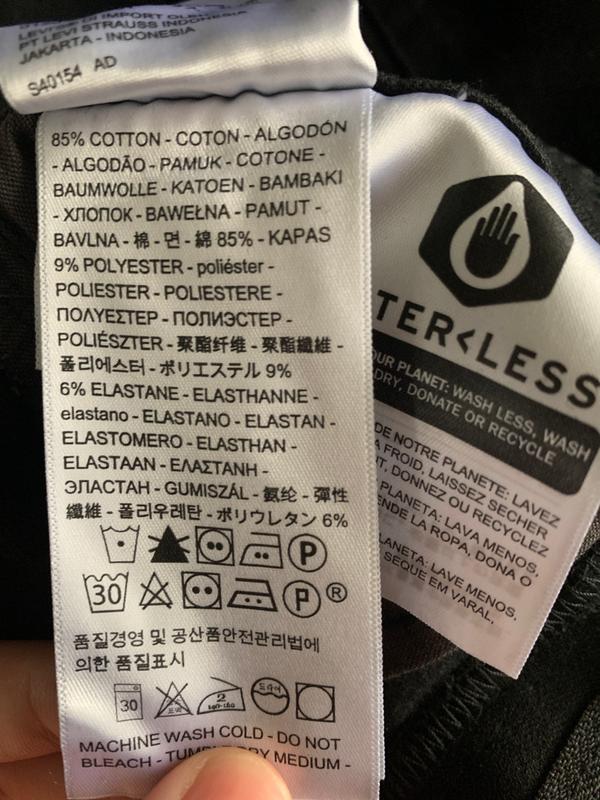 PT LEVI STRAUSS INDONESIA
JAKARTA - INDONESIA
S40154 AD
85% COTTON - COTON - ALGODÓN
- ALGODÃO - PAMUK - COTONE -
BAUMWOLLE - KATOEN - BAMBAKI
- ХЛОПОК - BAWEŁNA - PAMUT -
BAVLNA - 棉 - 면 - 綿 85% - KAPAS
9% POLYESTER - poliéster -
POLIESTER - POLIESTERE -
ΠΟΛΥΕΣΤΕΡ - ПОЛИЭСТЕР -
POLIÉSZTER - 聚酯纤维 - 聚酯纖維 -
폴리에스터 - ポリエステル 9%
6% ELASTANE - ELASTHANNE -
elastano - ELASTANO - ELASTAN -
ELASTOMERO - ELASTHAN -
ELASTAAN - ΕΛΑΣΤΑΝΗ -
ЭЛАСТАН - GUMISZÁL - 氨纶 - 彈性
纖維 - 폴리우레탄 - ポリウレタン 6%
P
30 P ®
품질경영 및 공산품안전관리법에
의한 품질표시
30 2
MACHINE WASH COLD - DO NOT
BLEACH - DRY MEDIUM -
TER<LESS
OUR PLANET: WASH LESS, WASH
DRY, DONATE OR RECYCLE
DE NOTRE PLANETE: LAVEZ
A FROID, LAISSEZ SECHER
T, DONNEZ OU RECYCLEZ
PLANETA: LAVA MENOS,
ENDE LA ROPA, DONA O
LANETA: LAVE MENOS,
SEQUE EM VARAL,